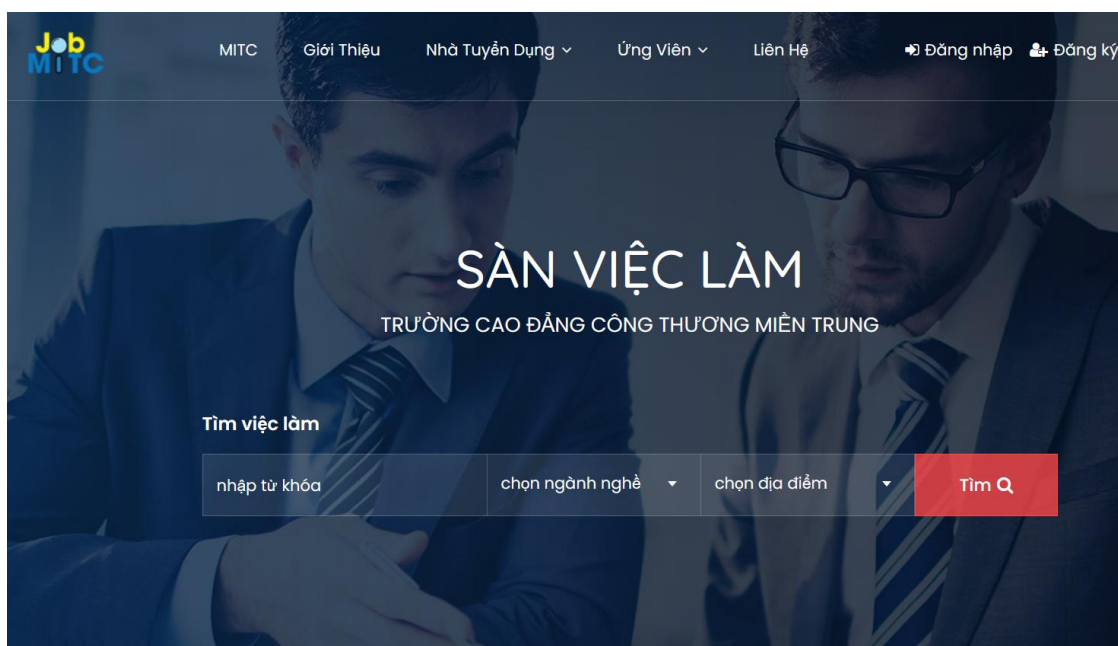 Job
MITC
MITC Giới Thiệu Nhà Tuyển Dụng Ứng Viên Liên Hệ Đăng nhập Đăng ký
SÀN VIỆC LÀM
TRƯỜNG CAO ĐẲNG CÔNG THƯƠNG MIỀN TRUNG
Tìm việc làm
nhập từ khóa chọn ngành nghề chọn địa điểm Tìm